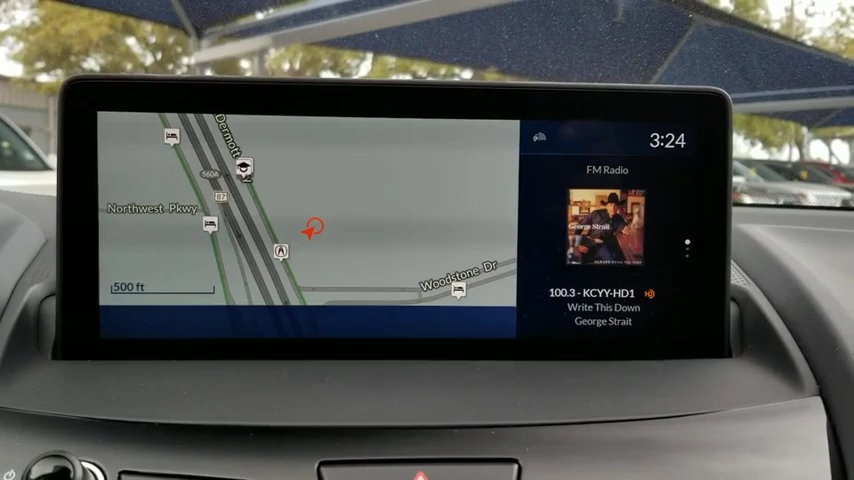 Dermott
3:24
FM Radio
560A
87
Northwest Pkwy
George Strait
Woodstone Dr
500 ft
100.3 - KCYY-HD1
Write This Down
George Strait